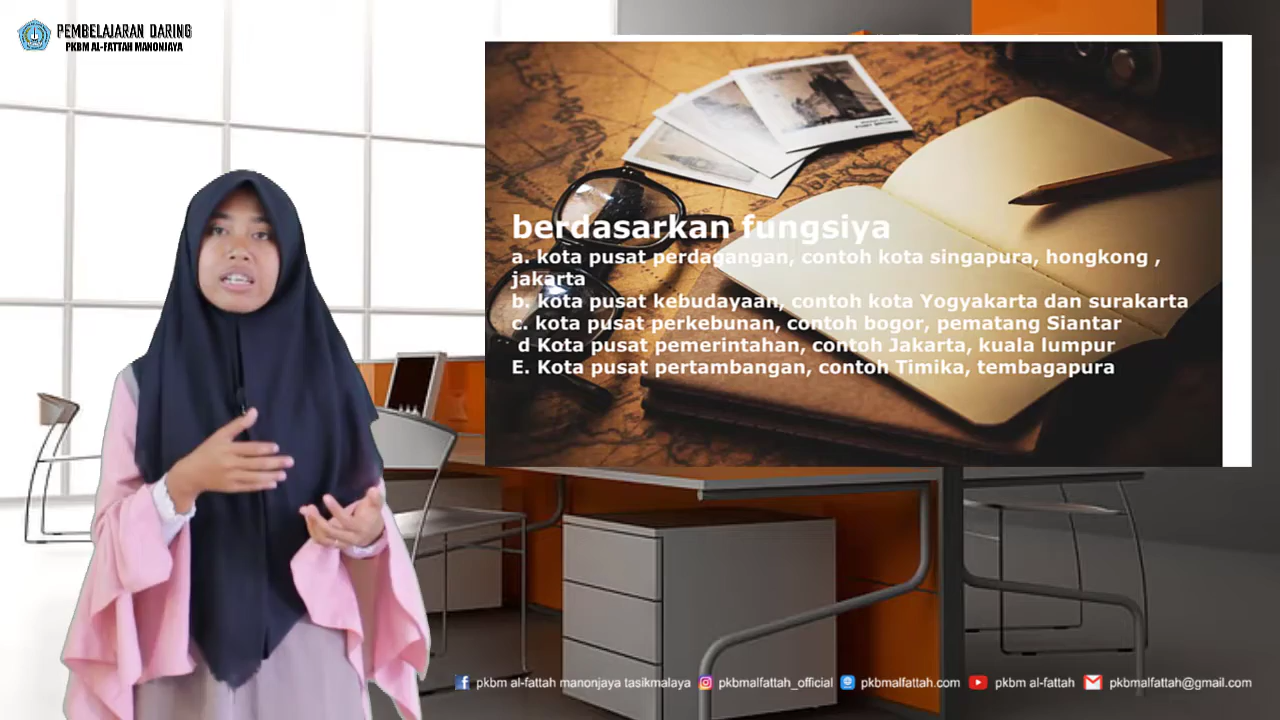 PEMBELAJARAN DARING
PKBM AL-FATTAH MANONJAYA
berdasarkan fungsiya
a. kota pusat perdagangan, contoh kota singapura, hongkong ,
jakarta
b. kota pusat kebudayaan, contoh kota Yogyakarta dan surakarta
c. kota pusat perkebunan, contoh bogor, pematang Siantar
d Kota pusat pemerintahan, contoh Jakarta, kuala lumpur
E. Kota pusat pertambangan, contoh Timika, tembagapura
pkbm al-fattah manonjaya tasikmalaya pkbmalfattah_official pkbmalfattah.com pkbm al-fattah pkbmalfattah@gmail.com